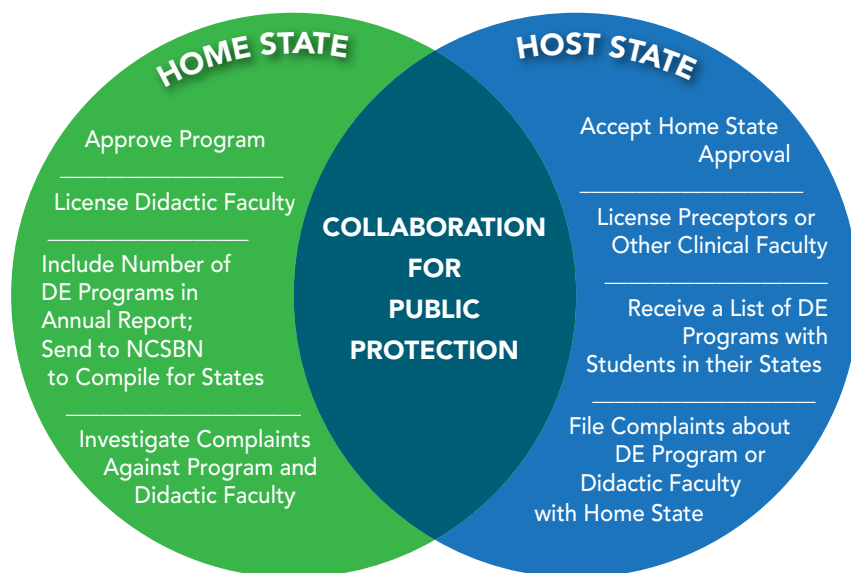 HOME STATE
Approve Program
License Didactic Faculty
Include Number of
DE Programs in
Annual Report;
Send to NCSBN
to Compile for States
Investigate Complaints
Against Program and
Didactic Faculty
COLLABORATION
FOR
PUBLIC
PROTECTION
HOST STATE
Accept Home State
Approval
License Preceptors or
Other Clinical Faculty
Receive a List of DE
Programs with
Students in their States
File Complaints about
DE Program or
Didactic Faculty
with Home State